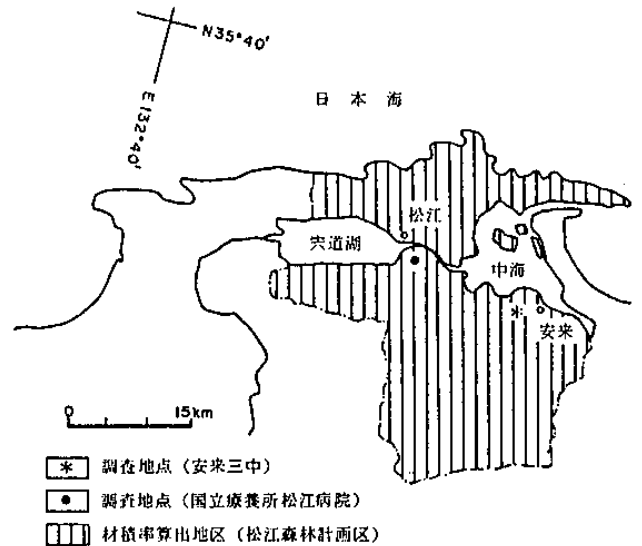 N35°40'
E132°40'
日本海
松江
宍道湖
中海
安来
0 15km
* 調査地点（安来三中）
● 調査地点（国立療養所松江病院）
材積率算出地区（松江森林計画区）